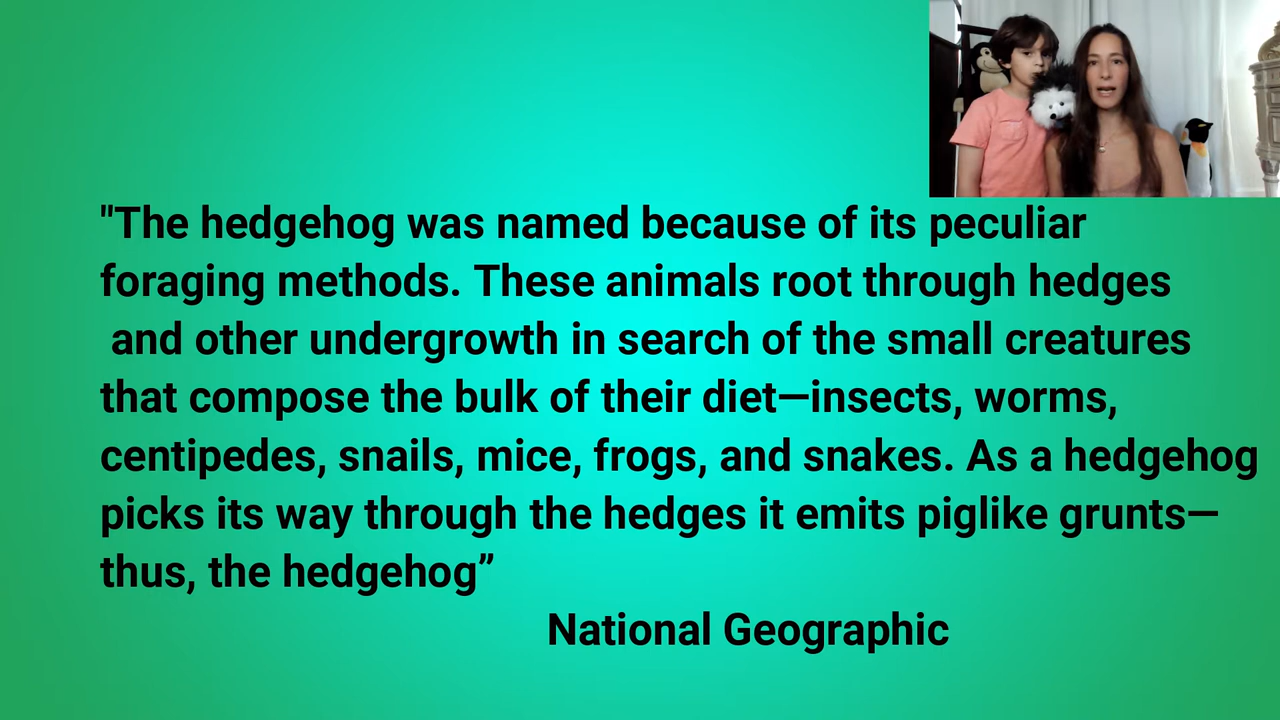 "The hedgehog was named because of its peculiar
foraging methods. These animals root through hedges
and other undergrowth in search of the small creatures
that compose the bulk of their diet—insects, worms,
centipedes, snails, mice, frogs, and snakes. As a hedgehog
picks its way through the hedges it emits piglike grunts—
thus, the hedgehog”
National Geographic